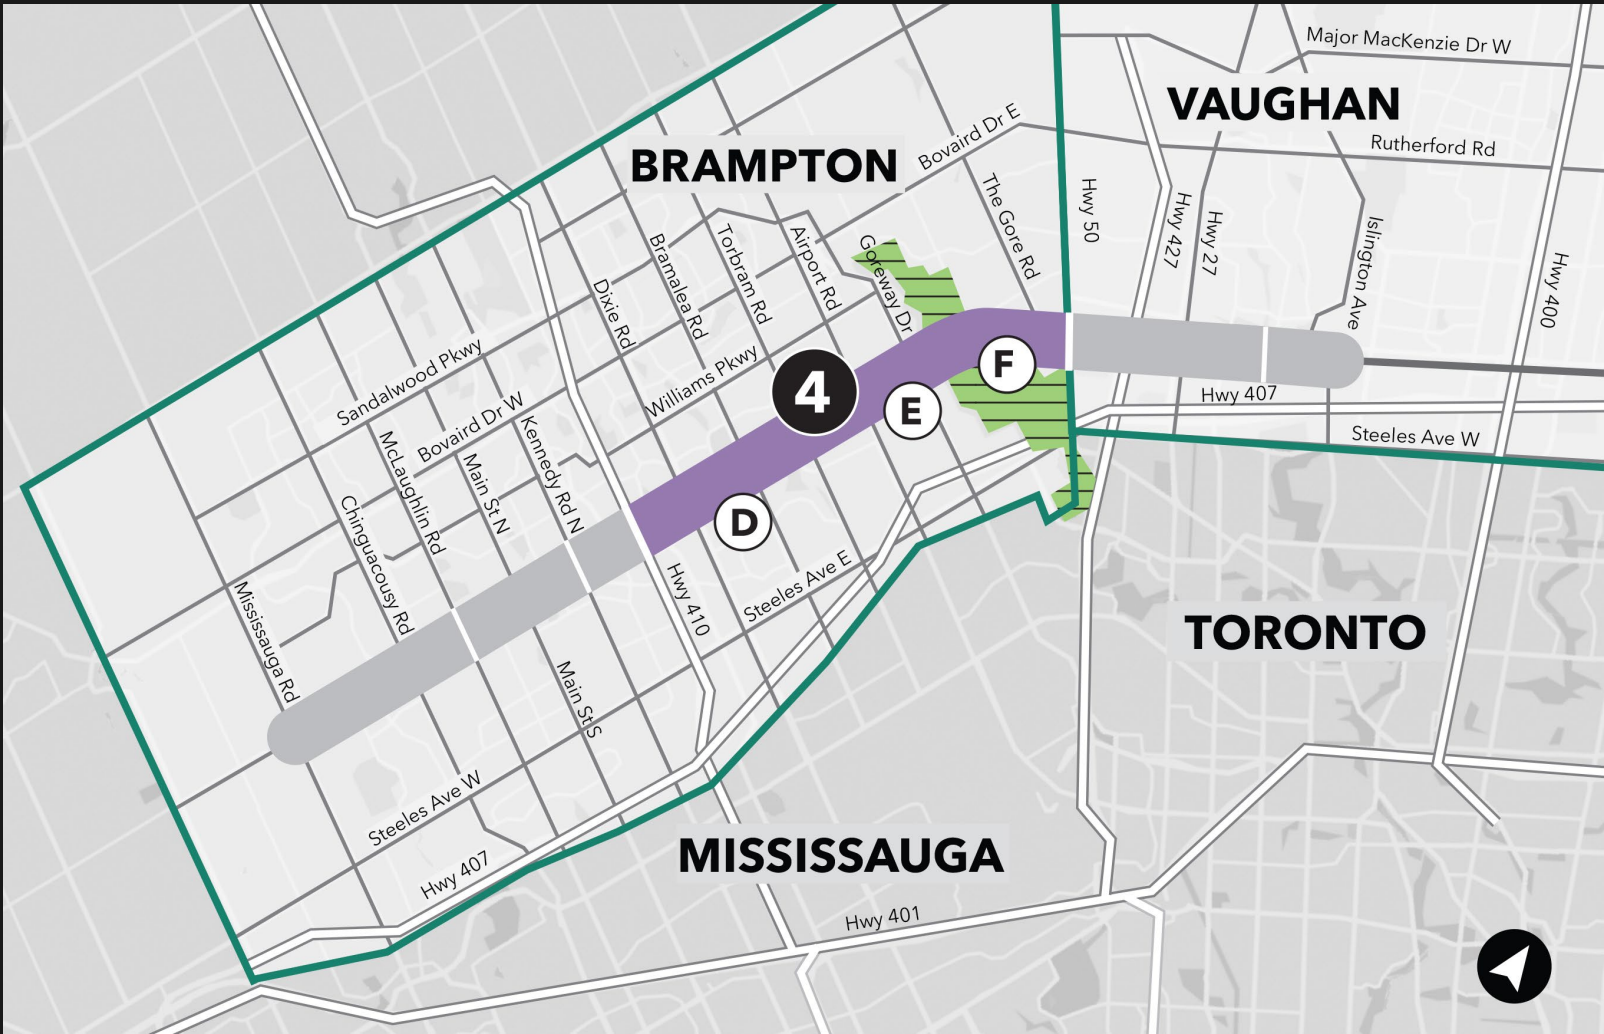 Major MacKenzie Dr W
VAUGHAN
Bovaird Dr E
Rutherford Rd
BRAMPTON
The Gore Rd
Hwy 50
Hwy 427
Hwy 27
Islington Ave
Hwy 400
Goreway Dr
Airport Rd
Torbram Rd
Bramalea Rd
Dixie Rd
Sandalwood Pkwy
Williams Pkwy
4
F
E
D
Hwy 407
Steeles Ave W
Bovaird Dr W
Kennedy Rd N
McLaughlin Rd
Main St N
Chinguacousy Rd
Mississauga Rd
Hwy 410
Steeles Ave E
TORONTO
Main St S
Steeles Ave W
Hwy 407
MISSISSAUGA
Hwy 401